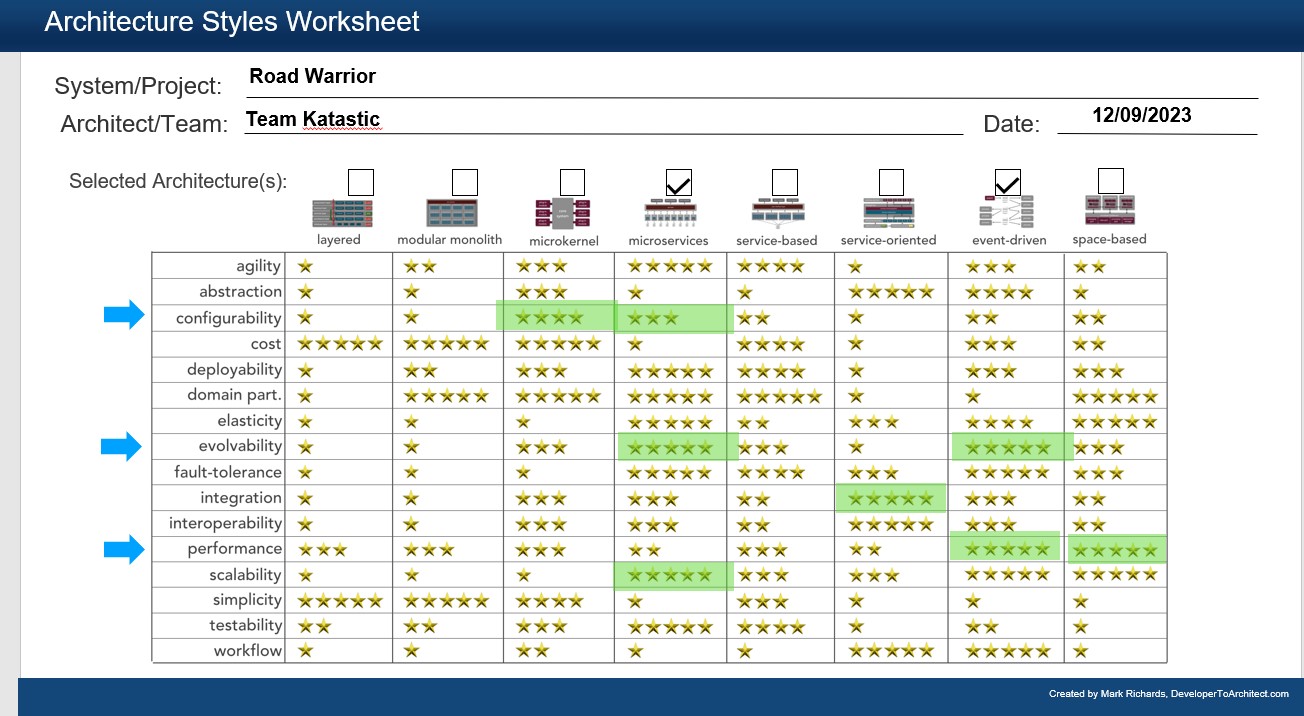 Architecture Styles Worksheet
System/Project: Road Warrior
Architect/Team: Team Katastic Date: 12/09/2023
Selected Architecture(s):
layered modular monolith microkernel microservices service-based service-oriented event-driven space-based
agility
abstraction
configurability
cost
deployability
domain part.
elasticity
evolvability
fault-tolerance
integration
interoperability
performance
scalability
simplicity
testability
workflow
Created by Mark Richards, DeveloperToArchitect.com